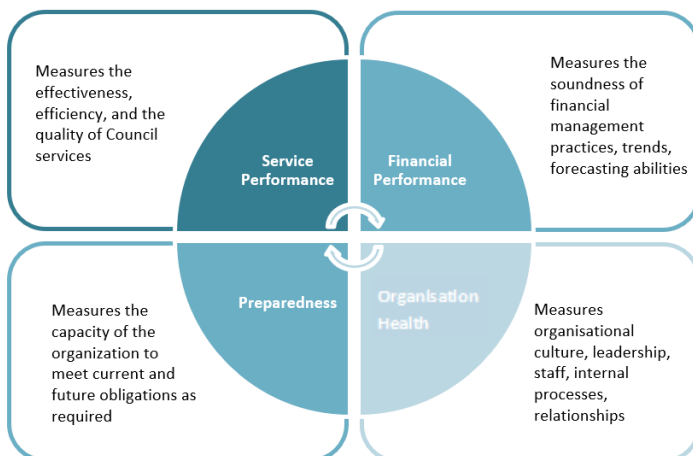 Measures the
effectiveness,
efficiency, and the
quality of Council
services
Service
Performance
Financial
Performance
Measures the
soundness of
financial
management
practices, trends,
forecasting abilities
Measures the
capacity of the
organization to
meet current and
future obligations as
required
Preparedness
Organisation
Health
Measures
organisational
culture, leadership,
staff, internal
processes,
relationships